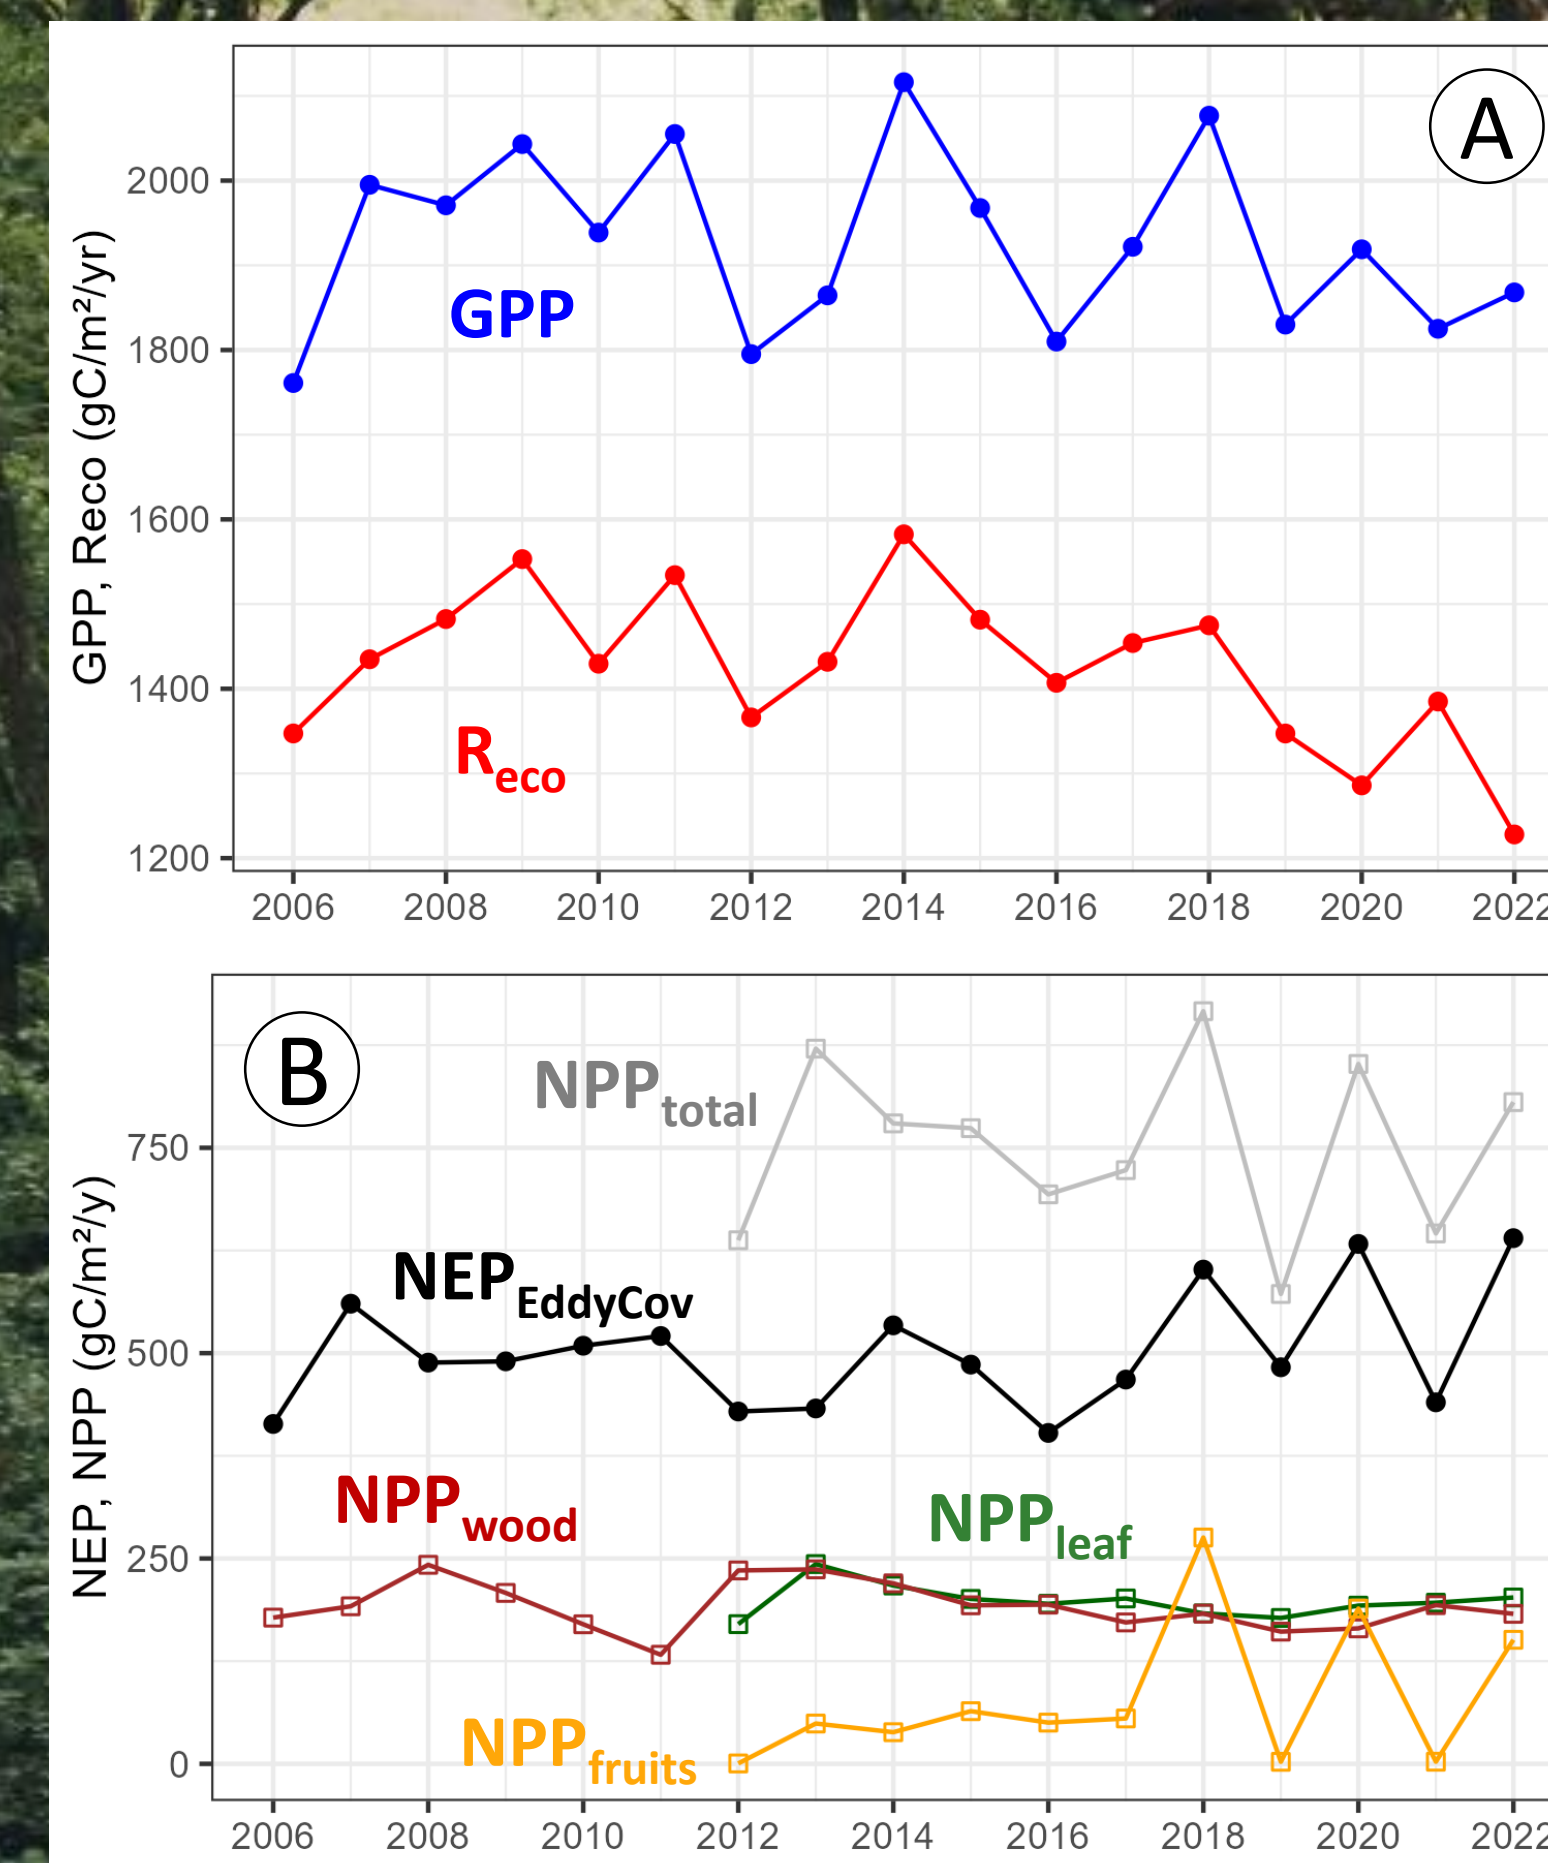 A
GPP, Reco (gC/m²/yr)
2000
1800
1600
1400
1200
GPP
Reco
2006 2008 2010 2012 2014 2016 2018 2020 2022
B
NEP, NPP (gC/m²/y)
750
500
250
0
NPPtotal
NEPEddyCov
NPPwood
NPPleaf
NPPfruits
2006 2008 2010 2012 2014 2016 2018 2020 2022